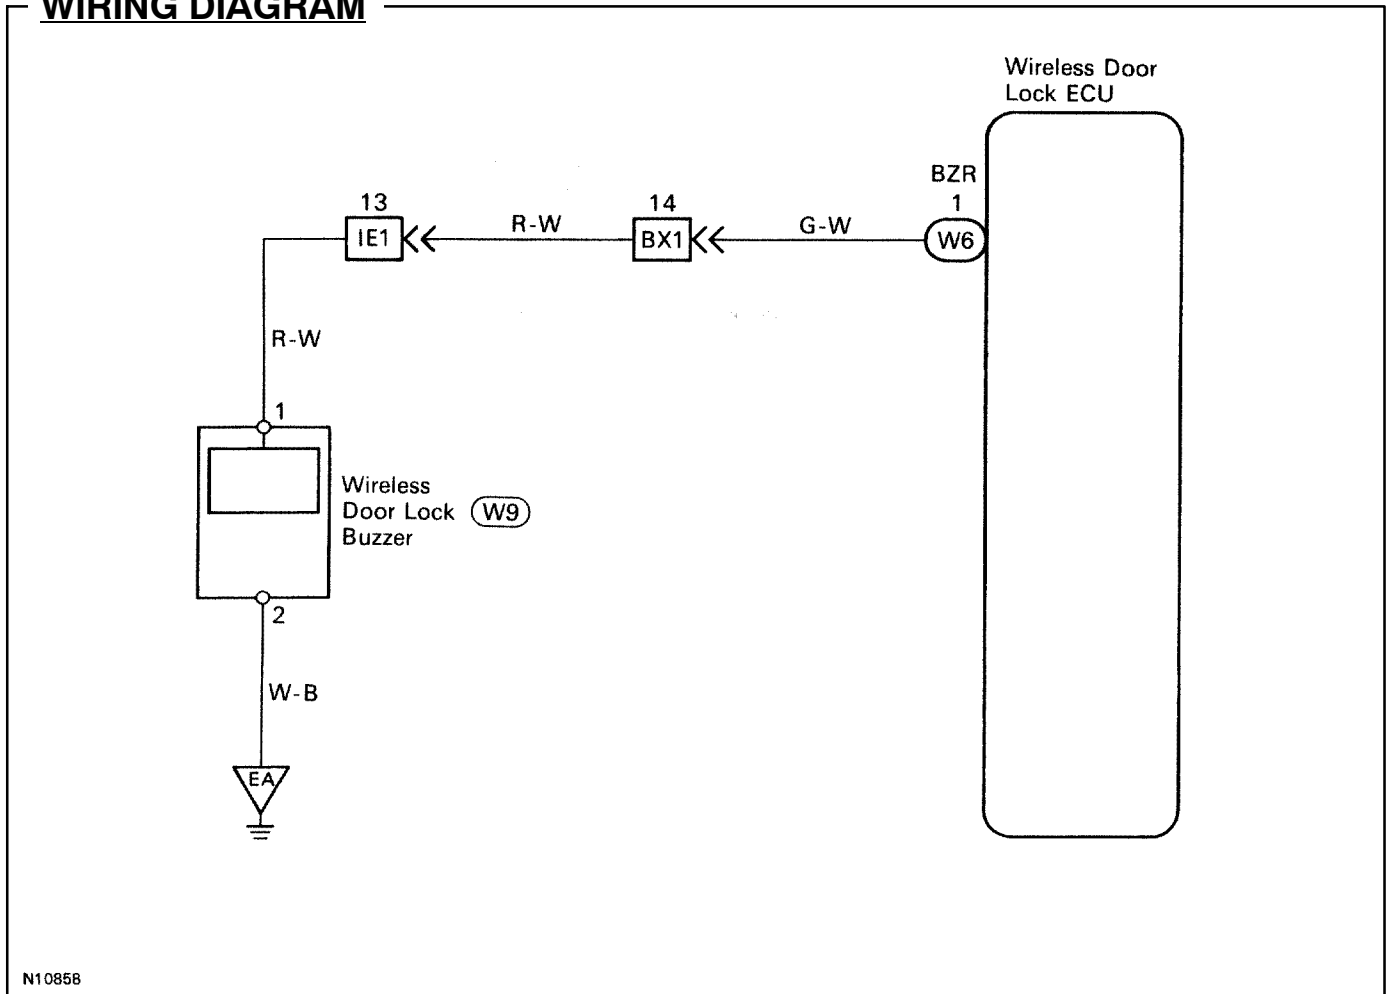 WIRING DIAGRAM
Wireless Door
Lock ECU
BZR
13
14
1
IE1
R-W
BX1
G-W
W6
R-W
1
Wireless
Door Lock
Buzzer
W9
2
W-B
EA
N10858